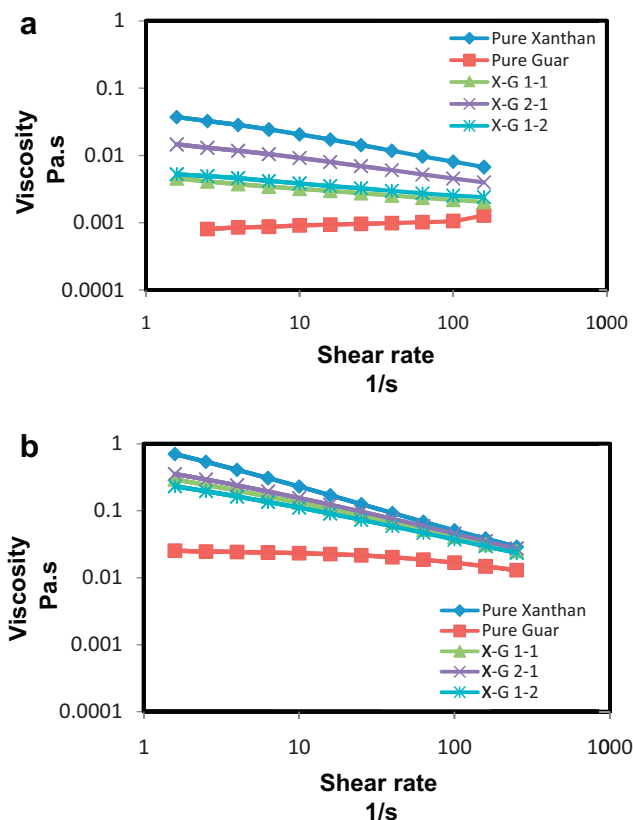 a
1
0.1
0.01
0.001
0.0001
Viscosity
Pa.s
Pure Xanthan
Pure Guar
X-G 1-1
X-G 2-1
X-G 1-2
1
10
100
1000
Shear rate
1/s
b
1
0.1
0.01
0.001
0.0001
Viscosity
Pa.s
Pure Xanthan
Pure Guar
X-G 1-1
X-G 2-1
X-G 1-2
1
10
100
1000
Shear rate
1/s